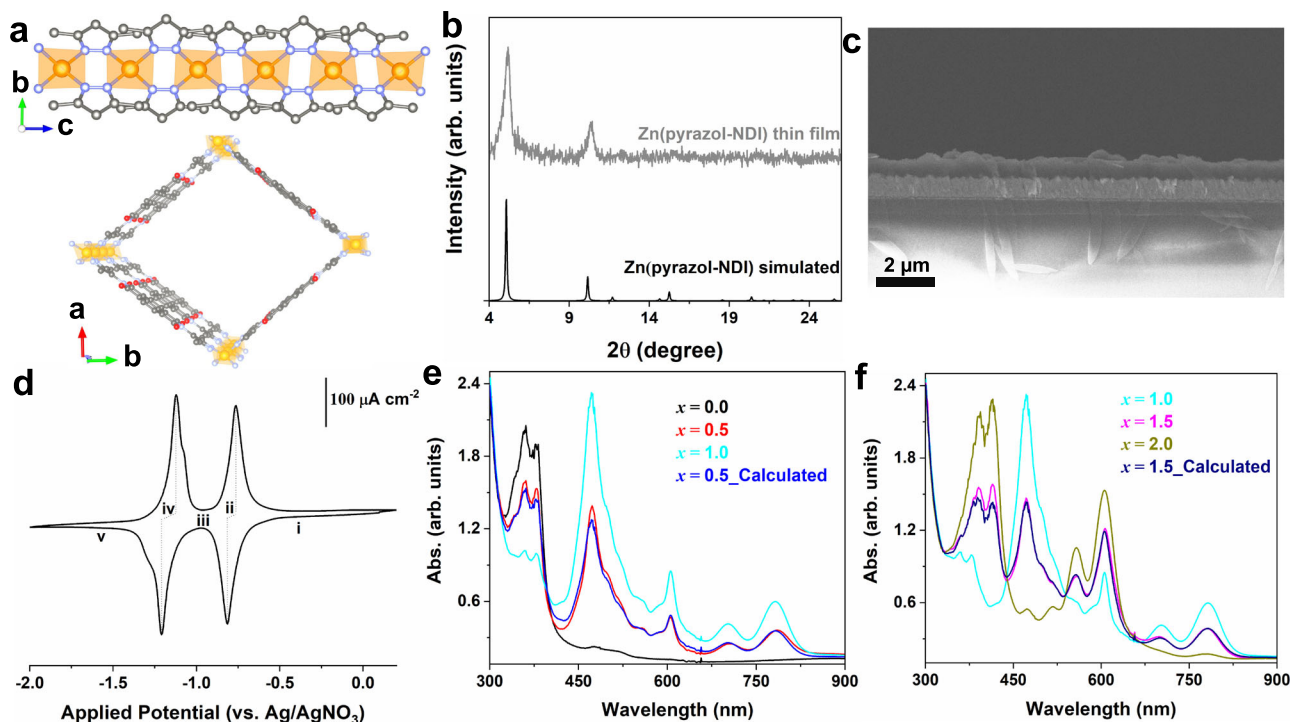 a
b
c
a
b
b
Intensity (arb. units)
Zn(pyrazol-NDI) thin film
Zn(pyrazol-NDI) simulated
4 9 14 19 24
2θ (degree)
c
2 µm
d
100 µA cm⁻²
iv
iii
ii
i
v
-2.0 -1.5 -1.0 -0.5 0.0
Applied Potential (vs. Ag/AgNO₃)
e
2.4
1.8
1.2
0.6
Abs. (arb. units)
x = 0.0
x = 0.5
x = 1.0
x = 0.5_Calculated
300 450 600 750 900
Wavelength (nm)
f
2.4
1.8
1.2
0.6
Abs. (arb. units)
x = 1.0
x = 1.5
x = 2.0
x = 1.5_Calculated
300 450 600 750 900
Wavelength (nm)